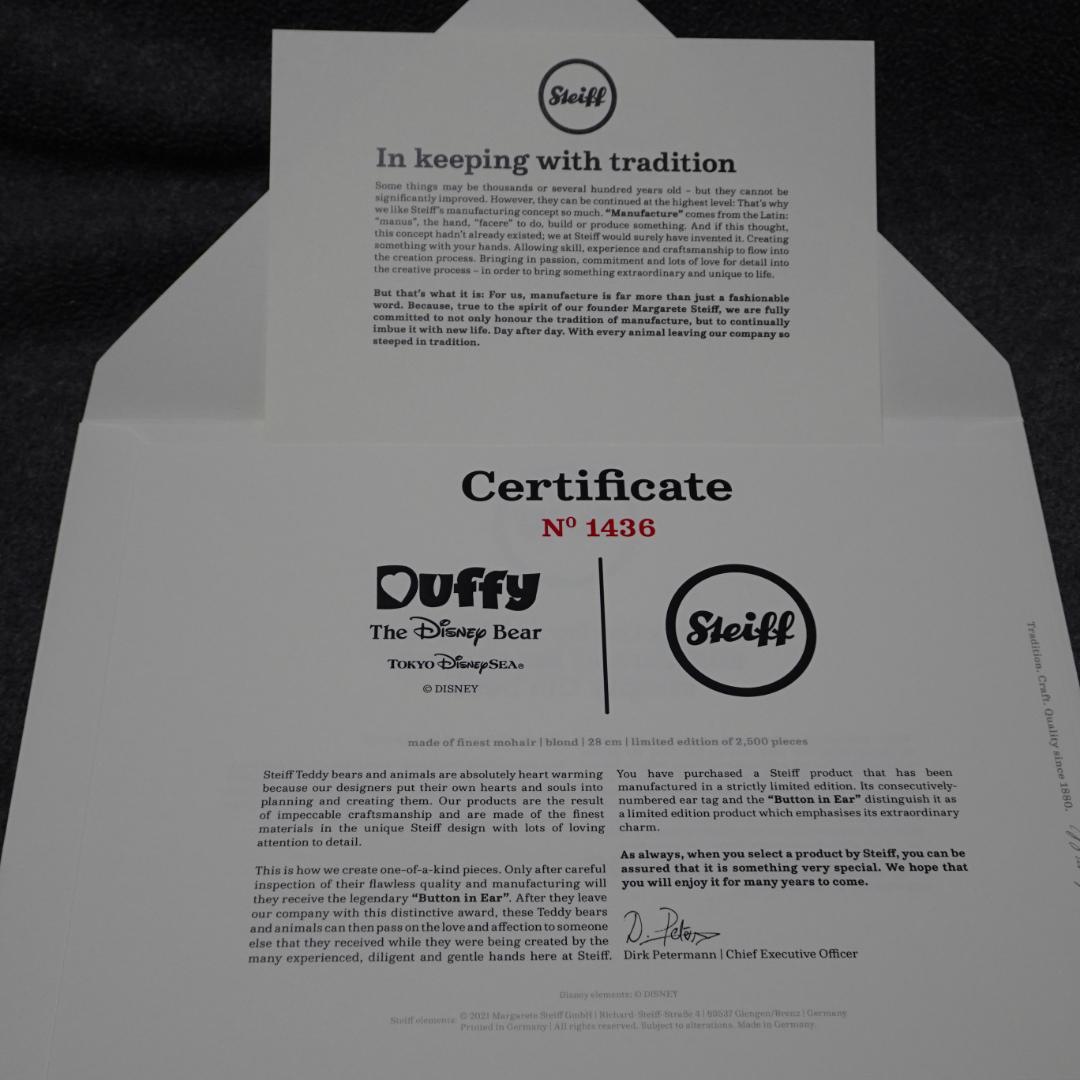 Steiff
In keeping with tradition
Some things may be thousands or several hundred years old – but they cannot be
significantly improved. However, they can be continued at the highest level: That's why
we like Steiff's manufacturing concept so much. "Manufacture" comes from the Latin:
"manus", the hand, "facere" to do, build or produce something. And if this thought,
this concept hadn't already existed; we at Steiff would surely have invented it. Creating
something with your hands. Allowing skill, experience and craftsmanship to flow into
the creation process. Bringing in passion, commitment and lots of love for detail into
the creative process – in order to bring something extraordinary and unique to life.
But that's what it is: For us, manufacture is far more than just a fashionable
word. Because, true to the spirit of our founder Margarete Steiff, we are fully
committed to not only honour the tradition of manufacture, but to continually
imbue it with new life. Day after day. With every animal leaving our company so
steeped in tradition.
Certificate
Nº 1436
Duffy
The Disney Bear
TOKYO DISNEYSEA®
© DISNEY
Steiff
made of finest mohair | blond | 28 cm | limited edition of 2,500 pieces
Steiff Teddy bears and animals are absolutely heart warming
because our designers put their own hearts and souls into
planning and creating them. Our products are the result
of impeccable craftsmanship and are made of the finest
materials in the unique Steiff design with lots of loving
attention to detail.
This is how we create one-of-a-kind pieces. Only after careful
inspection of their flawless quality and manufacturing will
they receive the legendary "Button in Ear". After they leave
our company with this distinctive award, these Teddy bears
and animals can then pass on the love and affection to someone
else that they received while they were being created by the
many experienced, diligent and gentle hands here at Steiff.
You have purchased a Steiff product that has been
manufactured in a strictly limited edition. Its consecutively-
numbered ear tag and the "Button in Ear" distinguish it as
a limited edition product which emphasises its extraordinary
charm.
As always, when you select a product by Steiff, you can be
assured that it is something very special. We hope that
you will enjoy it for many years to come.
D. Peterm
Dirk Petermann | Chief Executive Officer
Disney elements: © DISNEY
Steiff elements: © 2021 Margarete Steiff GmbH | Richard-Steiff-Straße 4 | 89537 Giengen/Brenz | Germany
Printed in Germany | All rights reserved. Subject to alterations. Made in Germany.
Tradition. Craft. Quality since 1880.